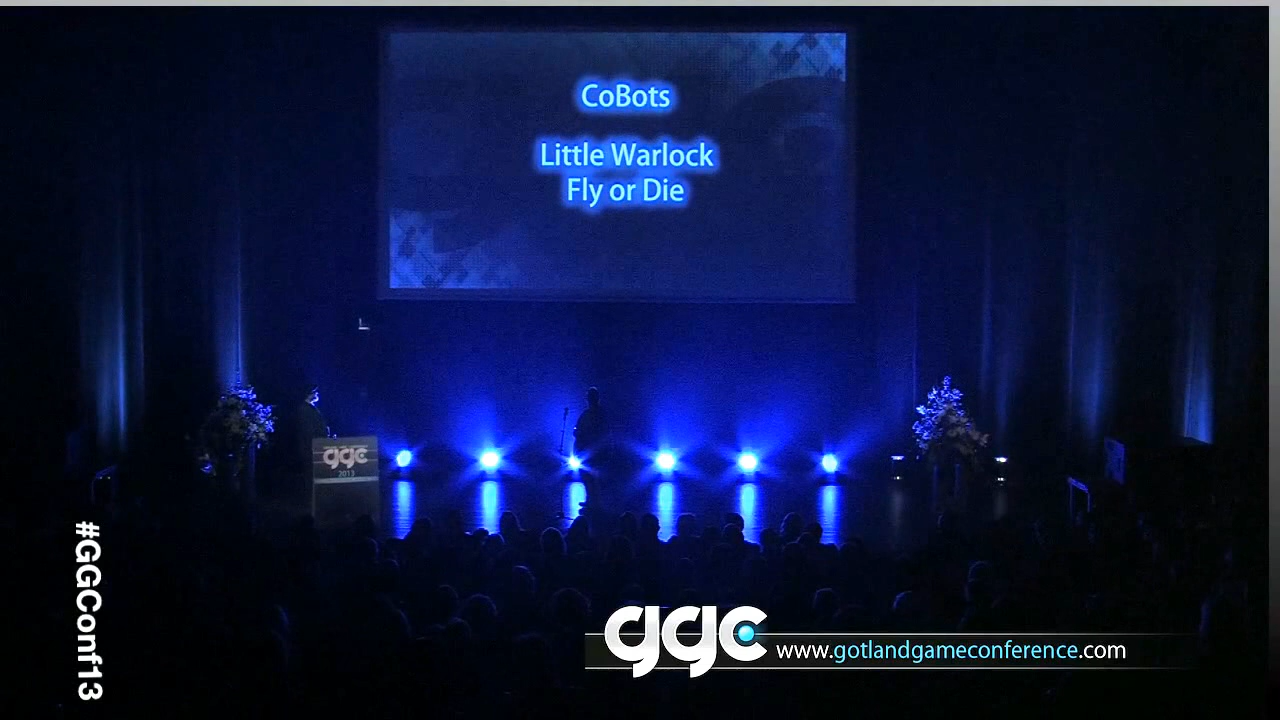 CoBots
Little Warlock
Fly or Die
ggc
2013
#GGConf13
ggc
www.gotlandgameconference.com